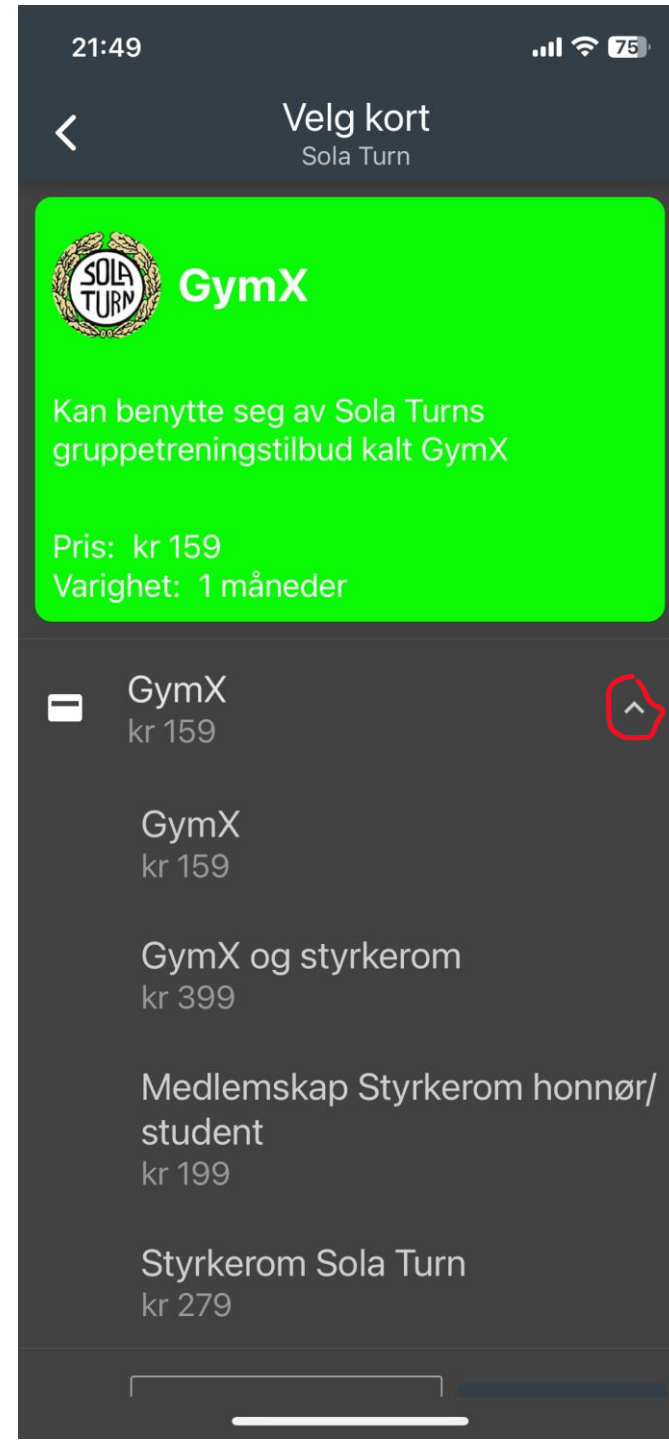 21:49
75
Velg kort
Sola Turn
SOLA
TURN
GymX
Kan benytte seg av Sola Turns
gruppetreningstilbud kalt GymX
Pris: kr 159
Varighet: 1 måneder
GymX
kr 159
GymX
kr 159
GymX og styrkerom
kr 399
Medlemskap Styrkerom honnør/
student
kr 199
Styrkerom Sola Turn
kr 279